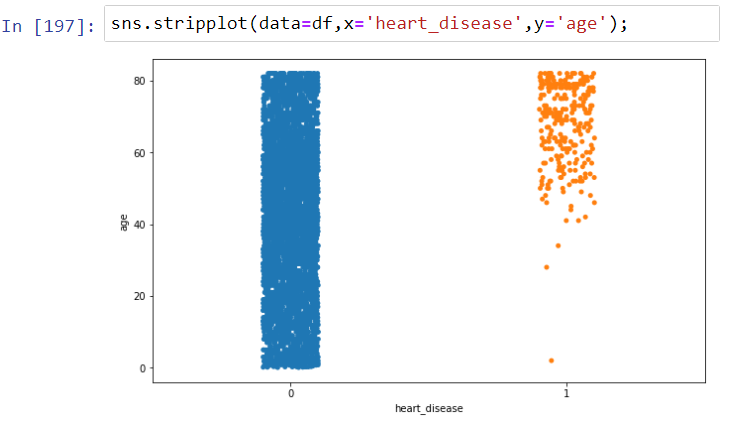 In [197]: sns.stripplot(data=df,x='heart_disease',y='age');
80
60
age
40
20
0
0 1
heart_disease